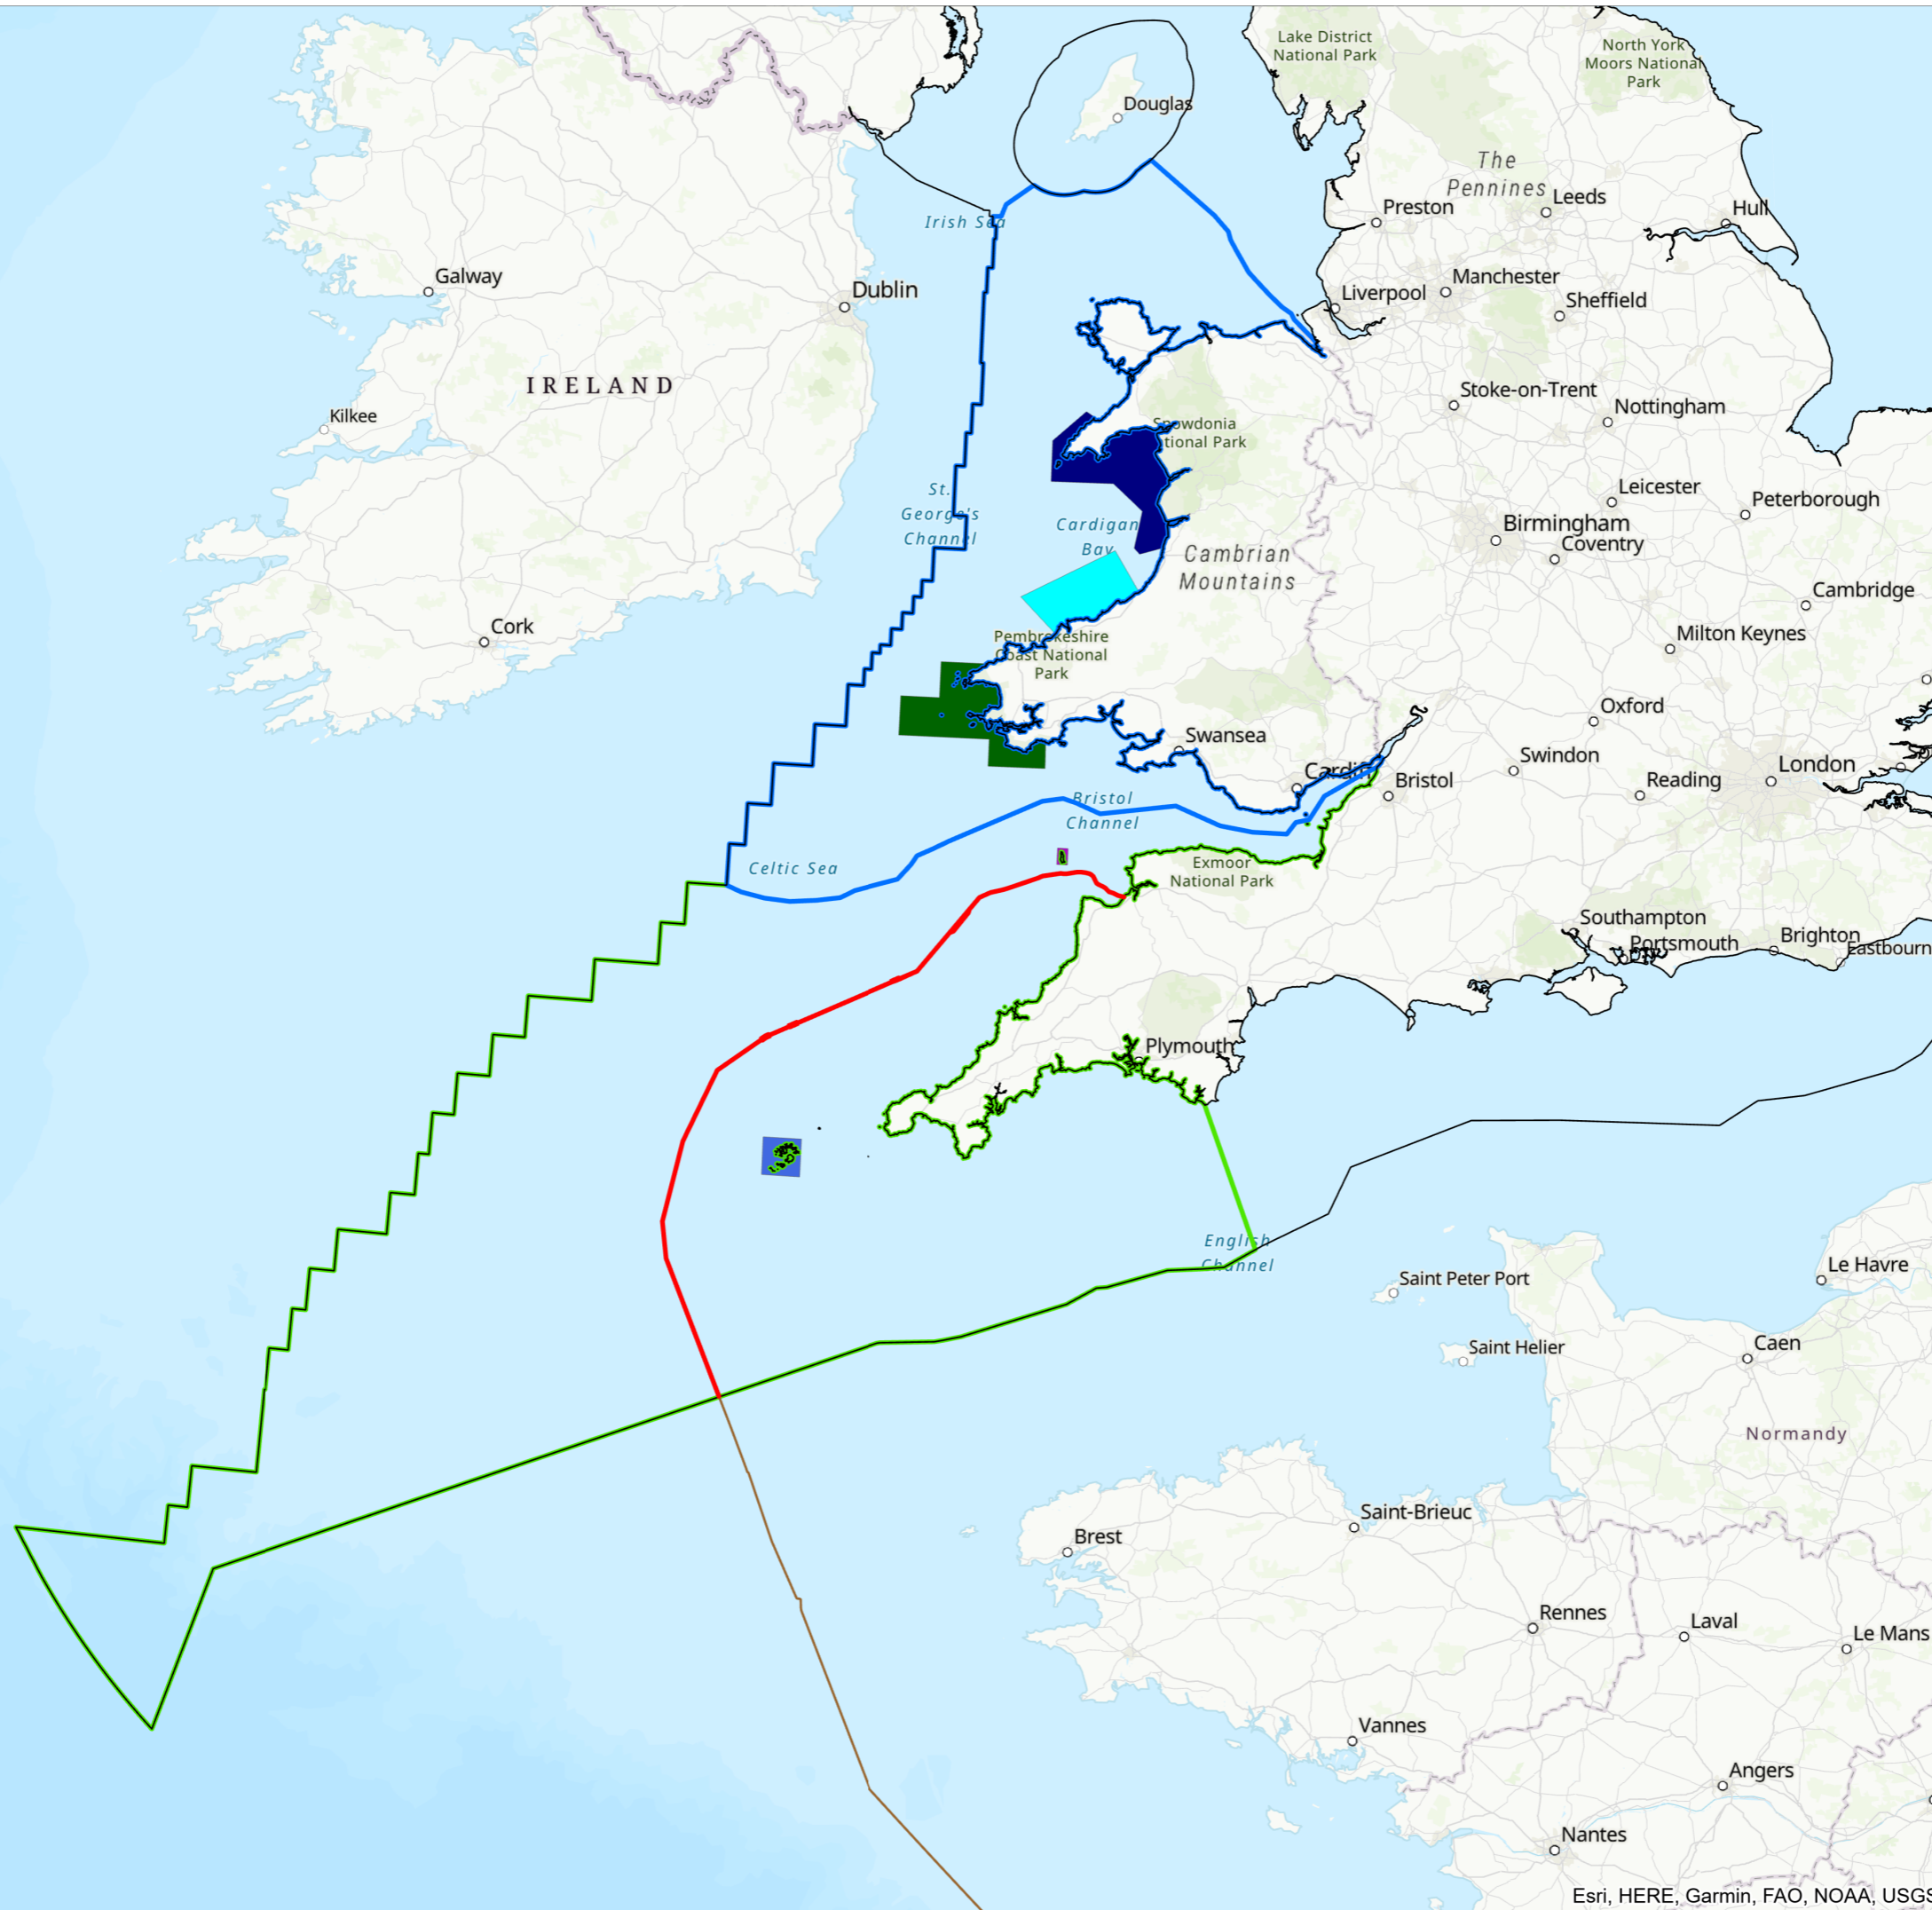 Lake District
National Park
North York
Moors National
Park
Douglas
The
Pennines
Preston
Leeds
Hull
Irish Sea
Galway
Dublin
Liverpool
Manchester
Sheffield
IRELAND
Kilkee
Stoke-on-Trent
Nottingham
Snowdonia
tional Park
St.
George's
Channel
Cardigan
Bay
Leicester
Peterborough
Birmingham
Coventry
Cambrian
Mountains
Cambridge
Cork
Pembrokeshire
Coast National
Park
Milton Keynes
Oxford
Swansea
Swindon
London
Cardiff
Bristol
Reading
Bristol
Channel
Celtic Sea
Exmoor
National Park
Southampton
Portsmouth
Brighton
Eastbourn
Plymouth
English
Channel
Saint Peter Port
Le Havre
Saint Helier
Caen
Normandy
Saint-Brieuc
Brest
Rennes
Laval
Le Mans
Vannes
Angers
Nantes
Esri, HERE, Garmin, FAO, NOAA, USGS